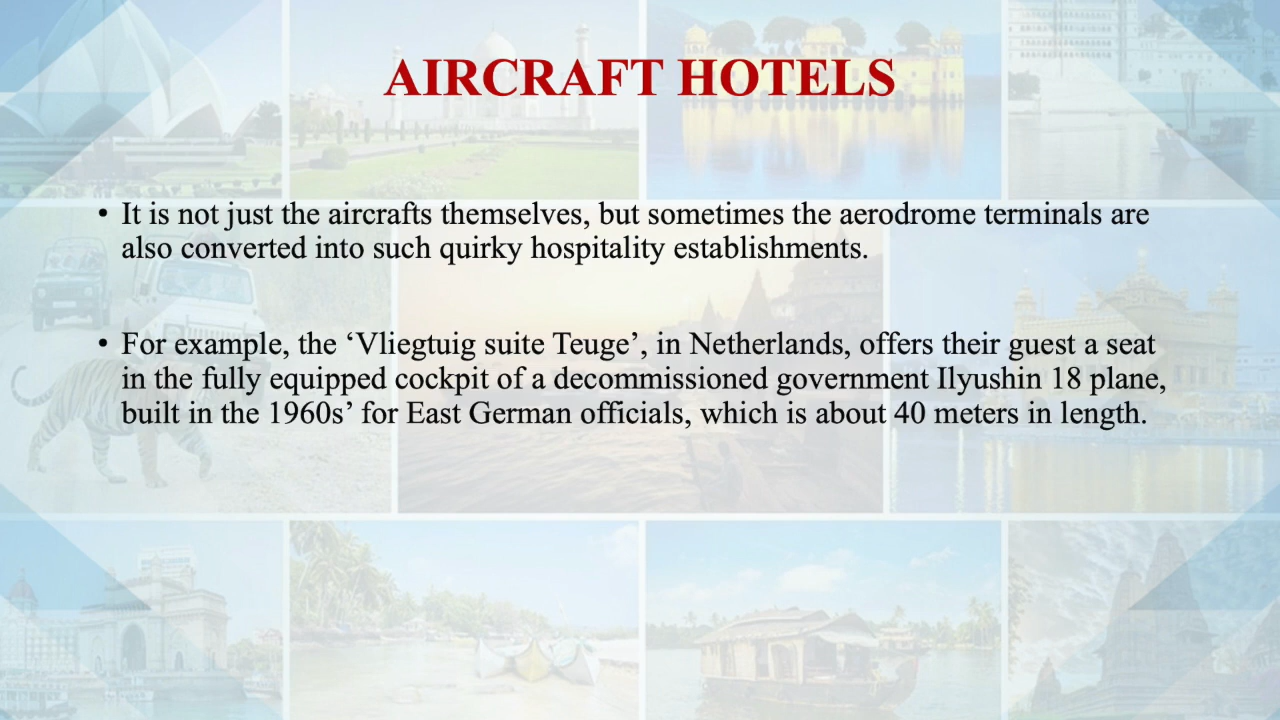 AIRCRAFT HOTELS
• It is not just the aircrafts themselves, but sometimes the aerodrome terminals are
also converted into such quirky hospitality establishments.
• For example, the ‘Vliegtuig suite Teuge’, in Netherlands, offers their guest a seat
in the fully equipped cockpit of a decommissioned government Ilyushin 18 plane,
built in the 1960s’ for East German officials, which is about 40 meters in length.